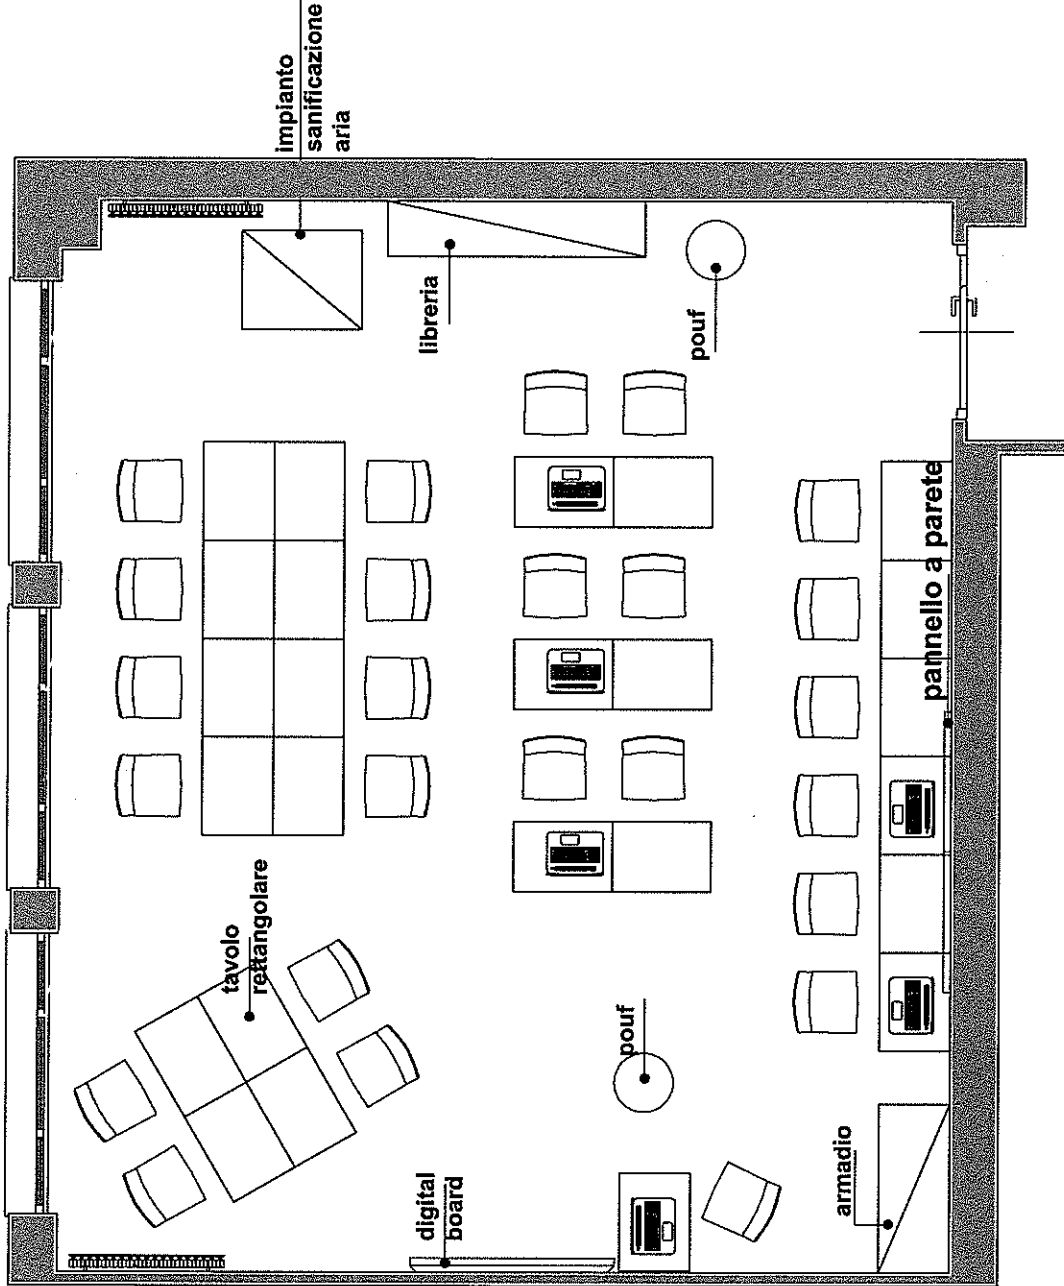 impianto
sanificazione
aria
libreria
pouf
pannello a parete
tavolo
rettangolare
pouf
digital
board
armadio